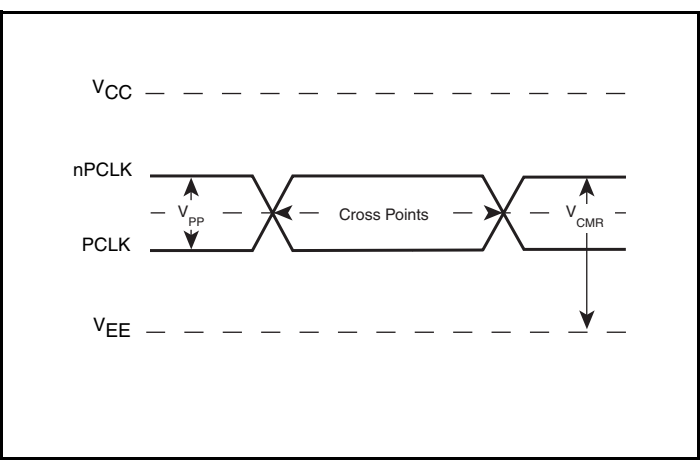 VCC
nPCLK
VPP
Cross Points
VCMR
PCLK
VEE